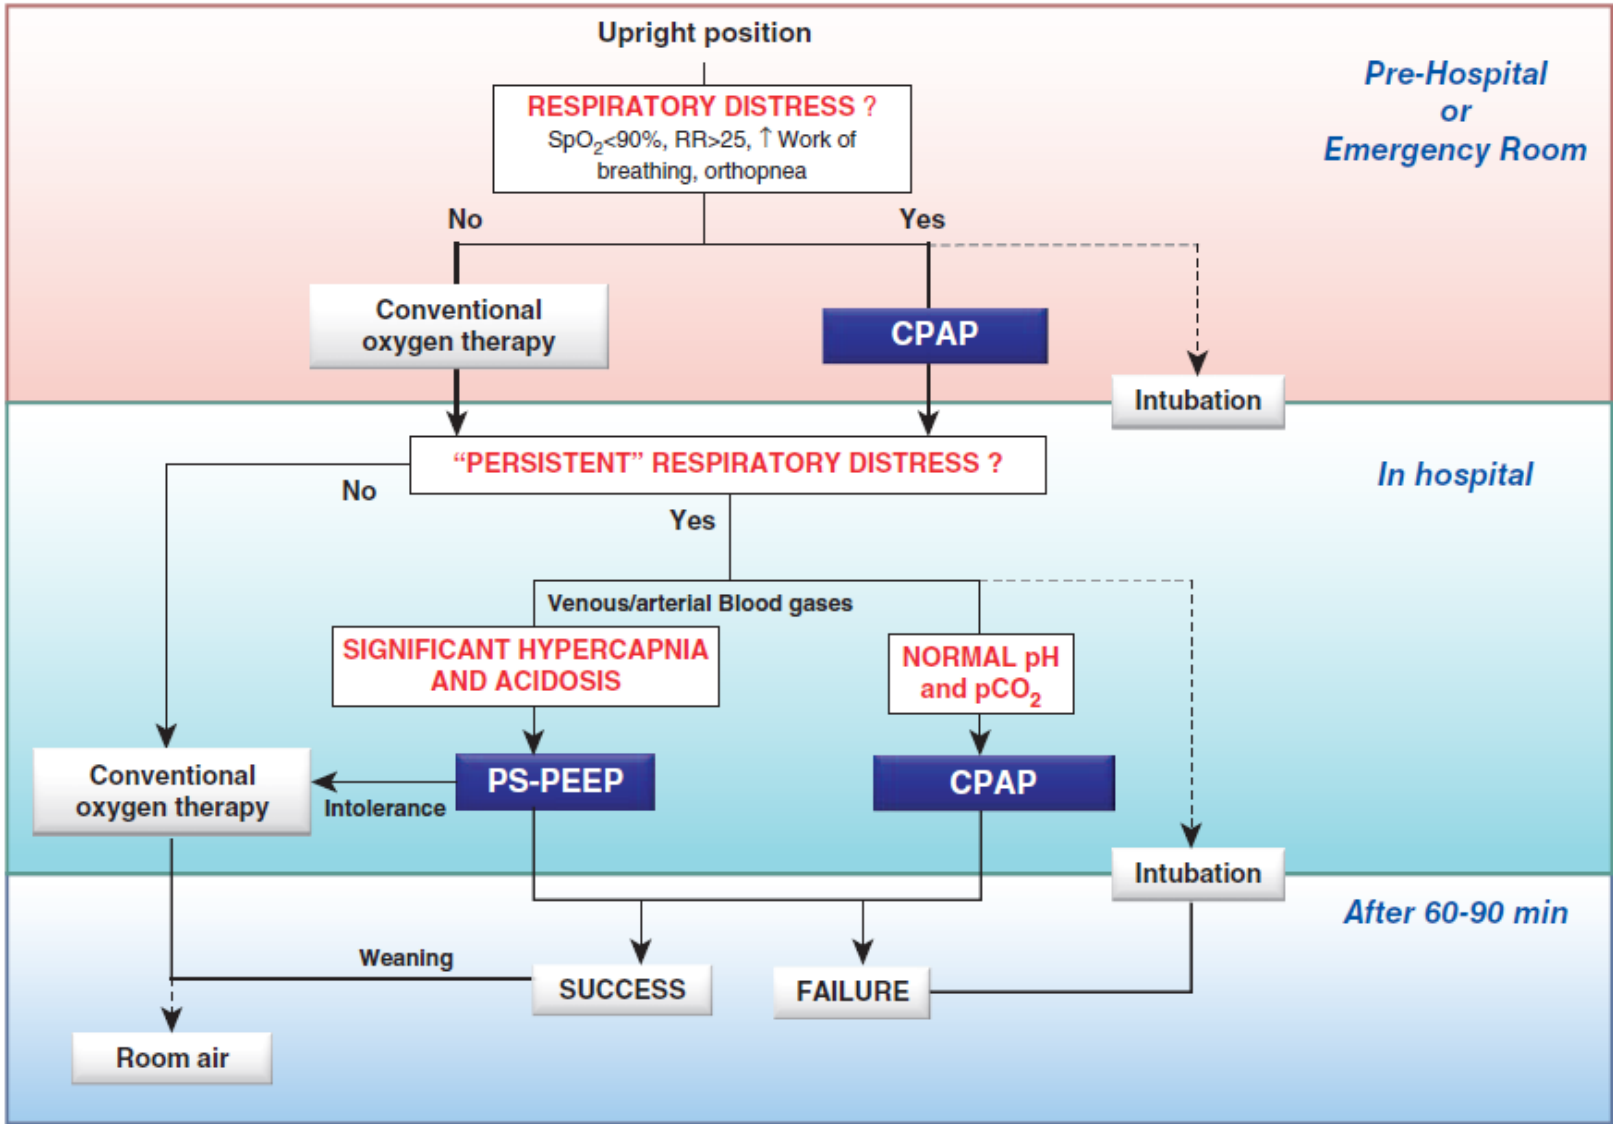 Upright position
Pre-Hospital
or
Emergency Room
RESPIRATORY DISTRESS ?
SpO₂<90%, RR>25, ↑ Work of
breathing, orthopnea
No
Yes
Conventional
oxygen therapy
CPAP
Intubation
“PERSISTENT” RESPIRATORY DISTRESS ?
In hospital
No
Yes
Venous/arterial Blood gases
SIGNIFICANT HYPERCAPNIA
AND ACIDOSIS
NORMAL pH
and pCO₂
Conventional
oxygen therapy
Intolerance
PS-PEEP
CPAP
Intubation
After 60-90 min
Weaning
SUCCESS
FAILURE
Room air